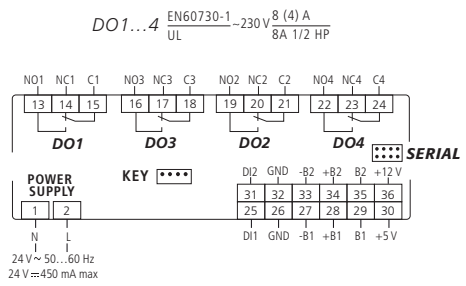 DO1...4 EN60730-1 ~230 V 8 (4) A
UL 8A 1/2 HP
NO1 NC1 C1 NO3 NC3 C3 NO2 NC2 C2 NO4 NC4 C4
13 14 15 16 17 18 19 20 21 22 23 24
DO1 DO3 DO2 DO4
SERIAL
KEY
POWER
SUPPLY
DI2 GND -B2 +B2 B2 +12 V
31 32 33 34 35 36
1 2 25 26 27 28 29 30
N L DI1 GND -B1 +B1 B1 +5 V
24 V ~ 50...60 Hz
24 V ⎓ 450 mA max